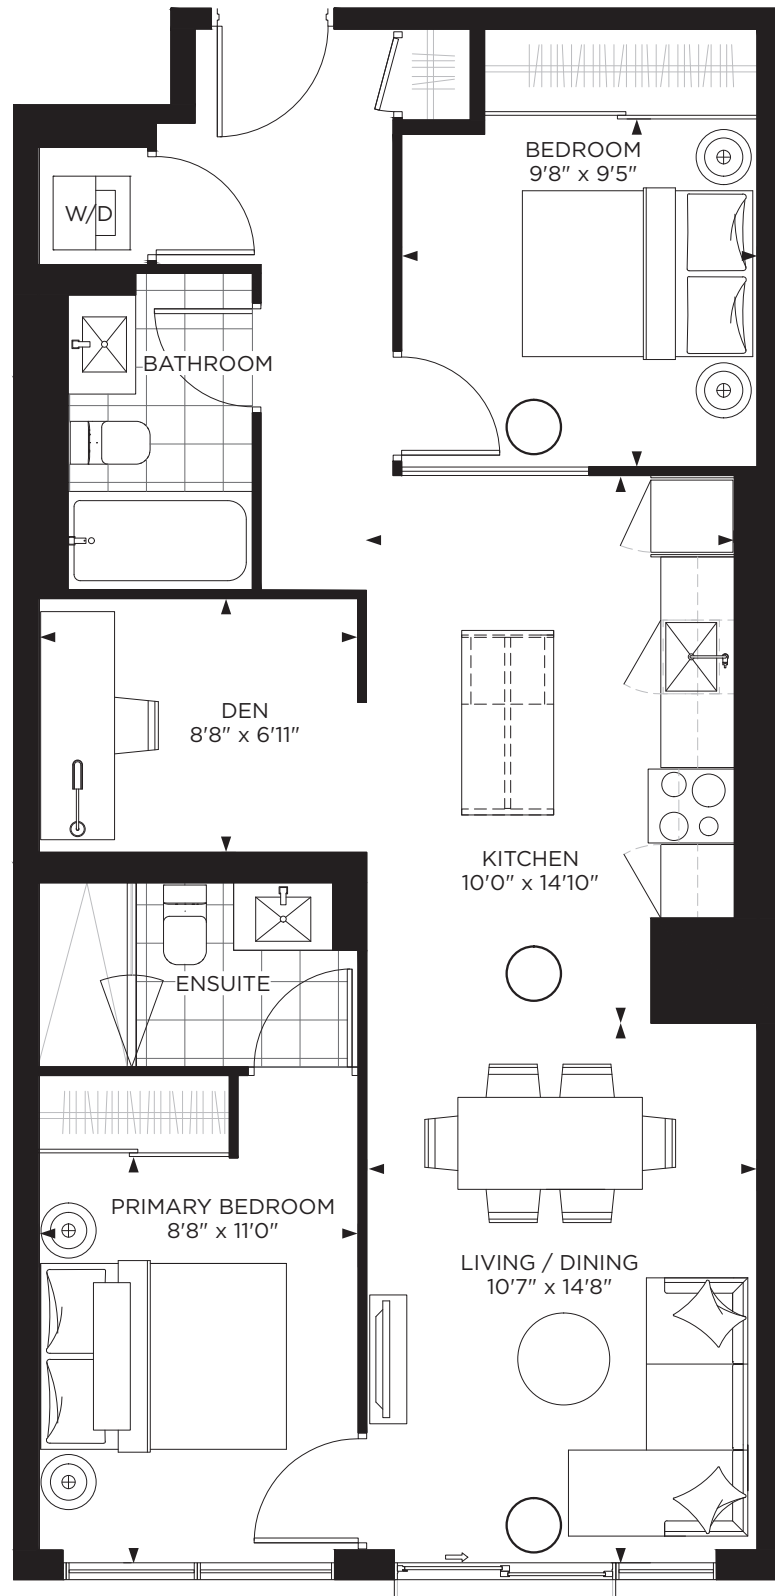 BEDROOM
9'8" x 9'5"
W/D
BATHROOM
DEN
8'8" x 6'11"
KITCHEN
10'0" x 14'10"
ENSUITE
PRIMARY BEDROOM
8'8" x 11'0"
LIVING / DINING
10'7" x 14'8"